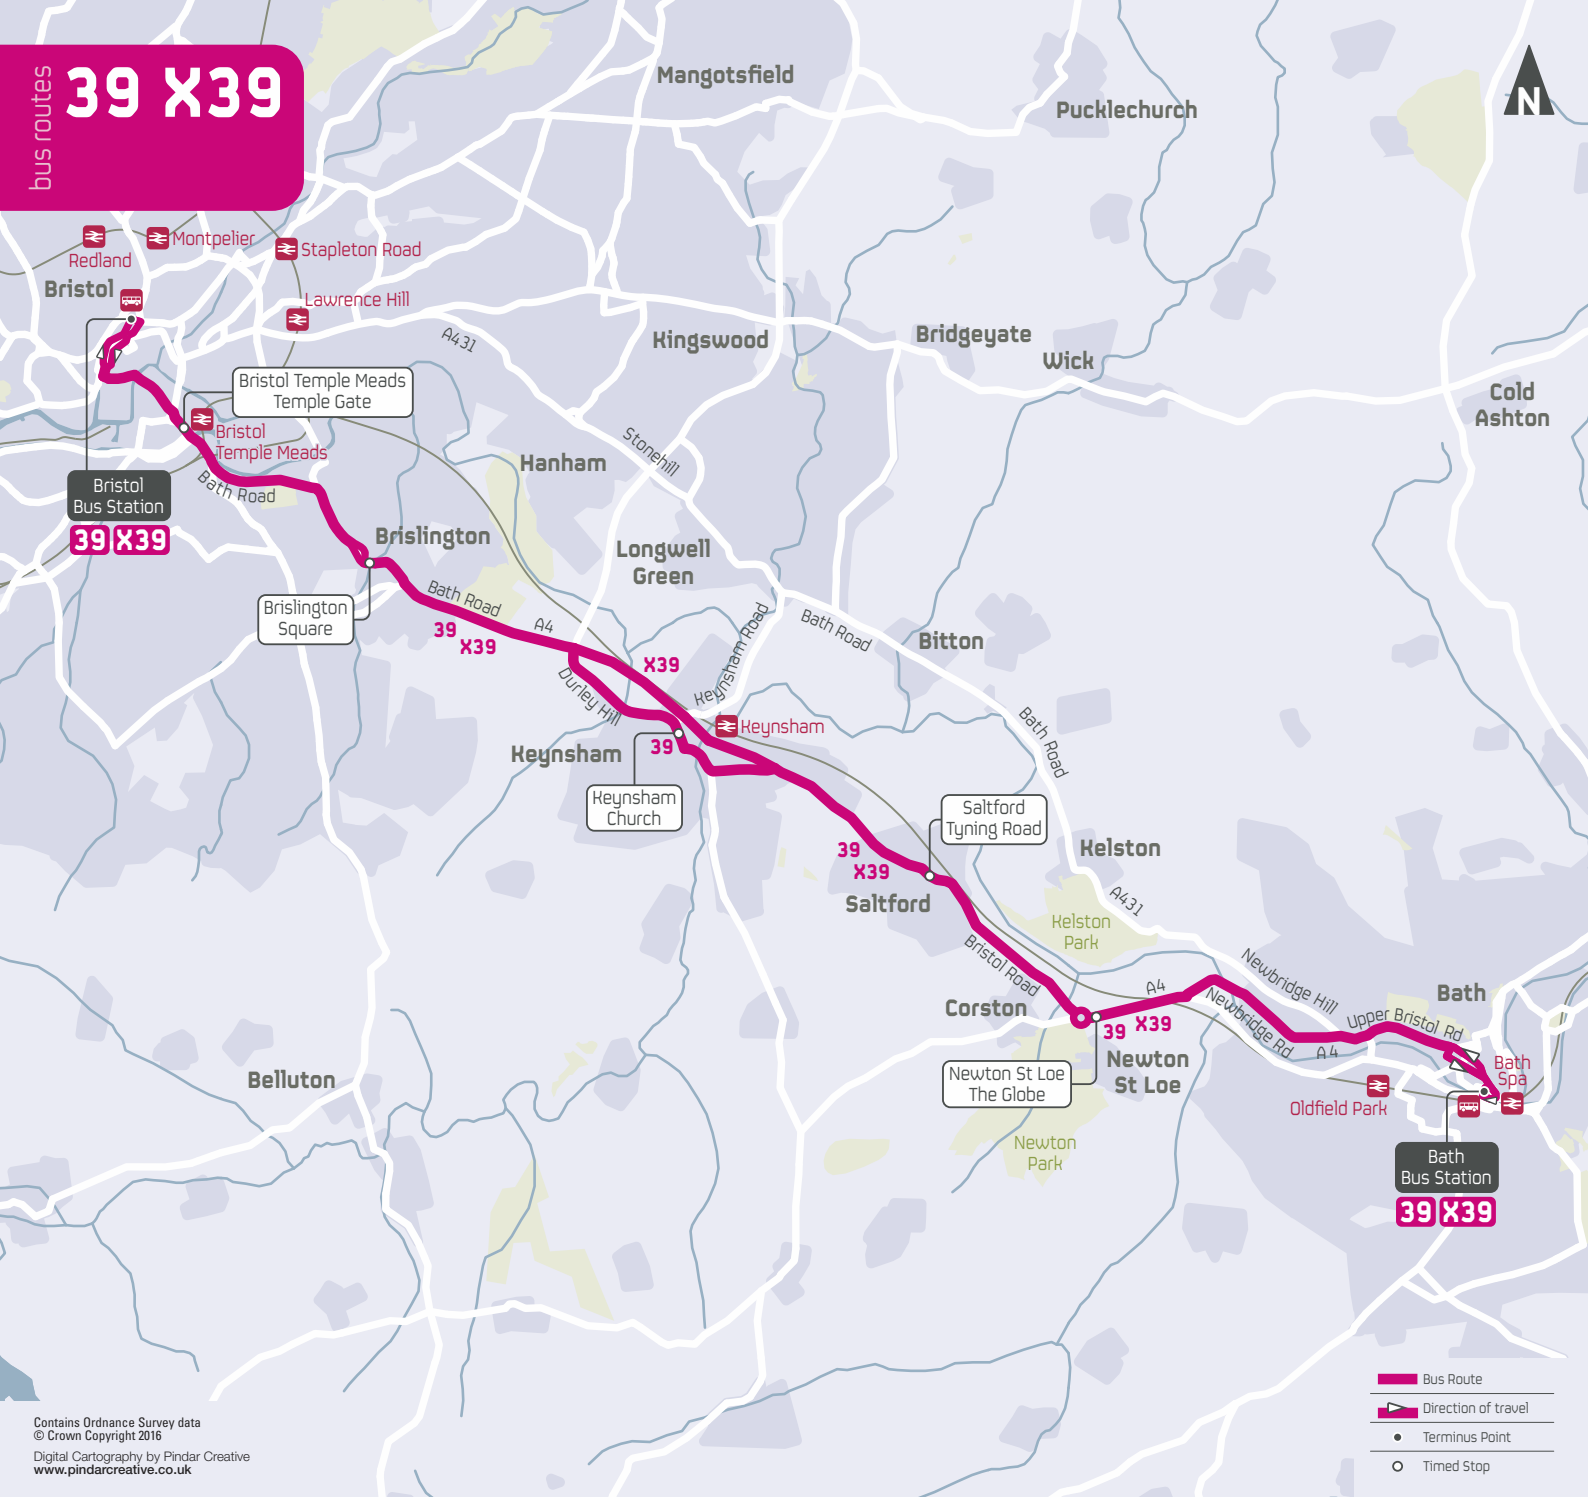 bus routes
39 X39
N
Mangotsfield
Pucklechurch
Redland
Montpelier
Stapleton Road
Bristol
Lawrence Hill
A431
Kingswood
Bridgeyate
Wick
Cold
Ashton
Bristol Temple Meads
Temple Gate
Bristol
Temple Meads
Stonehill
Hanham
Bath Road
Bristol
Bus Station
39 X39
Brislington
Longwell
Green
Brislington
Square
Bath Road
A4
39
X39
Keynsham Road
Bath Road
Bitton
X39
Durley Hill
Keynsham
39
Keynsham
Bath Road
Keynsham
Church
Saltford
Tyning Road
39
X39
Kelston
Saltford
A431
Kelston
Park
Bristol Road
Newbridge Hill
A4
Newbridge Rd
Bath
Corston
39 X39
Upper Bristol Rd
A4
Newton
St Loe
Bath
Spa
Newton St Loe
The Globe
Oldfield Park
Belluton
Newton
Park
Bath
Bus Station
39 X39
Bus Route
Direction of travel
Terminus Point
Timed Stop
Contains Ordnance Survey data
© Crown Copyright 2016
Digital Cartography by Pindar Creative
www.pindarcreative.co.uk